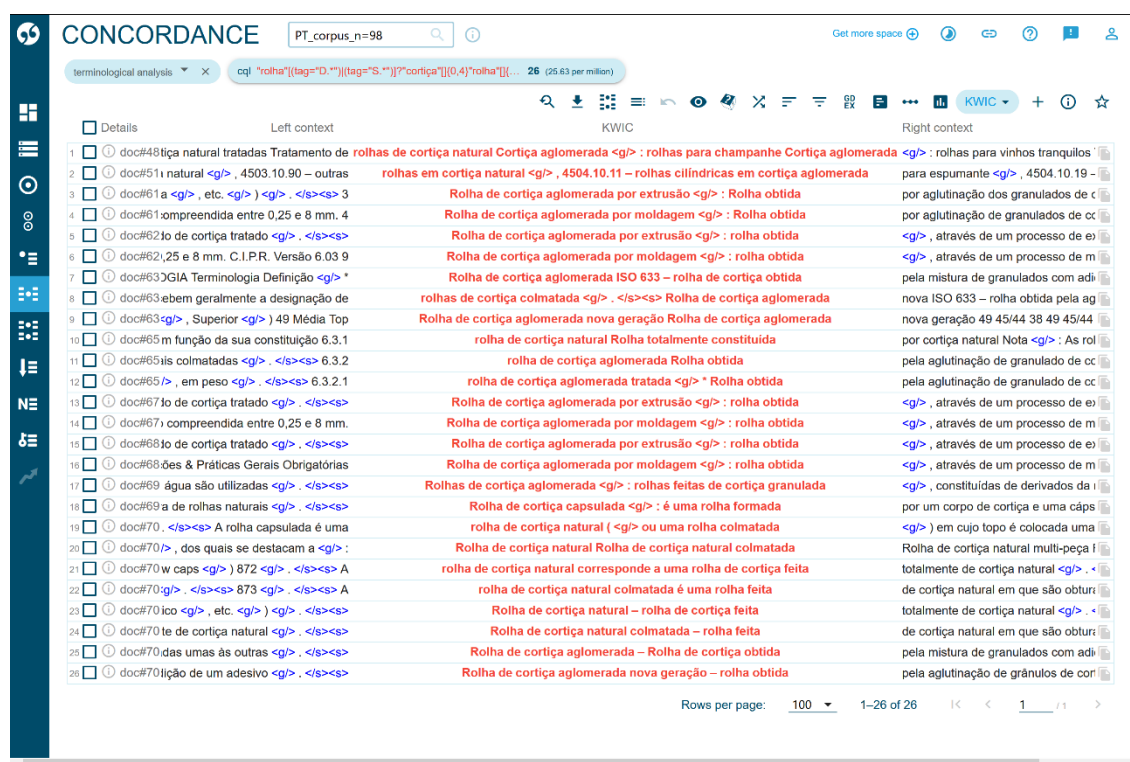 CONCORDANCE PT_corpus_n=98 Get more space
terminological analysis cql "rolha"[(tag="D.*")|(tag="S.*")]?"cortiça"[]{0,4}"rolha"[]{... 26 (25.63 per million)
GD EX KWIC
Details Left context KWIC Right context
1 doc#48 tiça natural tratadas Tratamento de rolhas de cortiça natural Cortiça aglomerada <g/> : rolhas para champanhe Cortiça aglomerada <g/> : rolhas para vinhos tranquilos
2 doc#51 natural <g/> , 4503.10.90 – outras rolhas em cortiça natural <g/> , 4504.10.11 – rolhas cilíndricas em cortiça aglomerada para espumante <g/> , 4504.10.19 –
3 doc#61 a <g/> , etc. <g/> ) <g/> . </s><s> 3 Rolha de cortiça aglomerada por extrusão <g/> : Rolha obtida por aglutinação dos granulados de
4 doc#61 compreendida entre 0,25 e 8 mm. 4 Rolha de cortiça aglomerada por moldagem <g/> : Rolha obtida por aglutinação de granulados de co
5 doc#62 do de cortiça tratado <g/> . </s><s> Rolha de cortiça aglomerada por extrusão <g/> : rolha obtida <g/> , através de um processo de ex
6 doc#62 ,25 e 8 mm. C.I.P.R. Versão 6.03 9 Rolha de cortiça aglomerada por moldagem <g/> : rolha obtida <g/> , através de um processo de m
7 doc#63 OGIA Terminologia Definição <g/> * Rolha de cortiça aglomerada ISO 633 – rolha de cortiça obtida pela mistura de granulados com adi
8 doc#63 ebem geralmente a designação de rolhas de cortiça colmatada <g/> . </s><s> Rolha de cortiça aglomerada nova ISO 633 – rolha obtida pela ag
9 doc#63 <g/> , Superior <g/> ) 49 Média Top Rolha de cortiça aglomerada nova geração Rolha de cortiça aglomerada nova geração 49 45/44 38 49 45/44
10 doc#65 m função da sua constituição 6.3.1 rolha de cortiça natural Rolha totalmente constituída por cortiça natural Nota <g/> : As rol
11 doc#65 is colmatadas <g/> . </s><s> 6.3.2 rolha de cortiça aglomerada Rolha obtida pela aglutinação de granulado de co
12 doc#65 /> , em peso <g/> . </s><s> 6.3.2.1 rolha de cortiça aglomerada tratada <g/> * Rolha obtida pela aglutinação de granulado de co
13 doc#67 do de cortiça tratado <g/> . </s><s> Rolha de cortiça aglomerada por extrusão <g/> : rolha obtida <g/> , através de um processo de ex
14 doc#67 compreendida entre 0,25 e 8 mm. Rolha de cortiça aglomerada por moldagem <g/> : rolha obtida <g/> , através de um processo de m
15 doc#68 do de cortiça tratado <g/> . </s><s> Rolha de cortiça aglomerada por extrusão <g/> : rolha obtida <g/> , através de um processo de ex
16 doc#68 ões & Práticas Gerais Obrigatórias Rolha de cortiça aglomerada por moldagem <g/> : rolha obtida <g/> , através de um processo de m
17 doc#69 água são utilizadas <g/> . </s><s> Rolhas de cortiça aglomerada <g/> : rolhas feitas de cortiça granulada <g/> , constituídas de derivados da
18 doc#69 a de rolhas naturais <g/> . </s><s> Rolha de cortiça capsulada <g/> : é uma rolha formada por um corpo de cortiça e uma cáps
19 doc#70 . </s><s> A rolha capsulada é uma rolha de cortiça natural ( <g/> ou uma rolha colmatada <g/> ) em cujo topo é colocada uma
20 doc#70 /> , dos quais se destacam a <g/> : Rolha de cortiça natural Rolha de cortiça natural colmatada Rolha de cortiça natural multi-peça
21 doc#70 w caps <g/> ) 872 <g/> . </s><s> A rolha de cortiça natural corresponde a uma rolha de cortiça feita totalmente de cortiça natural <g/> .
22 doc#70 :g/> . </s><s> 873 <g/> . </s><s> A rolha de cortiça natural colmatada é uma rolha feita de cortiça natural em que são obtura
23 doc#70 ico <g/> , etc. <g/> ) <g/> . </s><s> Rolha de cortiça natural – rolha de cortiça feita totalmente de cortiça natural <g/> .
24 doc#70 te de cortiça natural <g/> . </s><s> Rolha de cortiça natural colmatada – rolha feita de cortiça natural em que são obtura
25 doc#70 das umas às outras <g/> . </s><s> Rolha de cortiça aglomerada – Rolha de cortiça obtida pela mistura de granulados com adi
26 doc#70 lição de um adesivo <g/> . </s><s> Rolha de cortiça aglomerada nova geração – rolha obtida pela aglutinação de grânulos de cor
Rows per page: 100 1–26 of 26 1 / 1